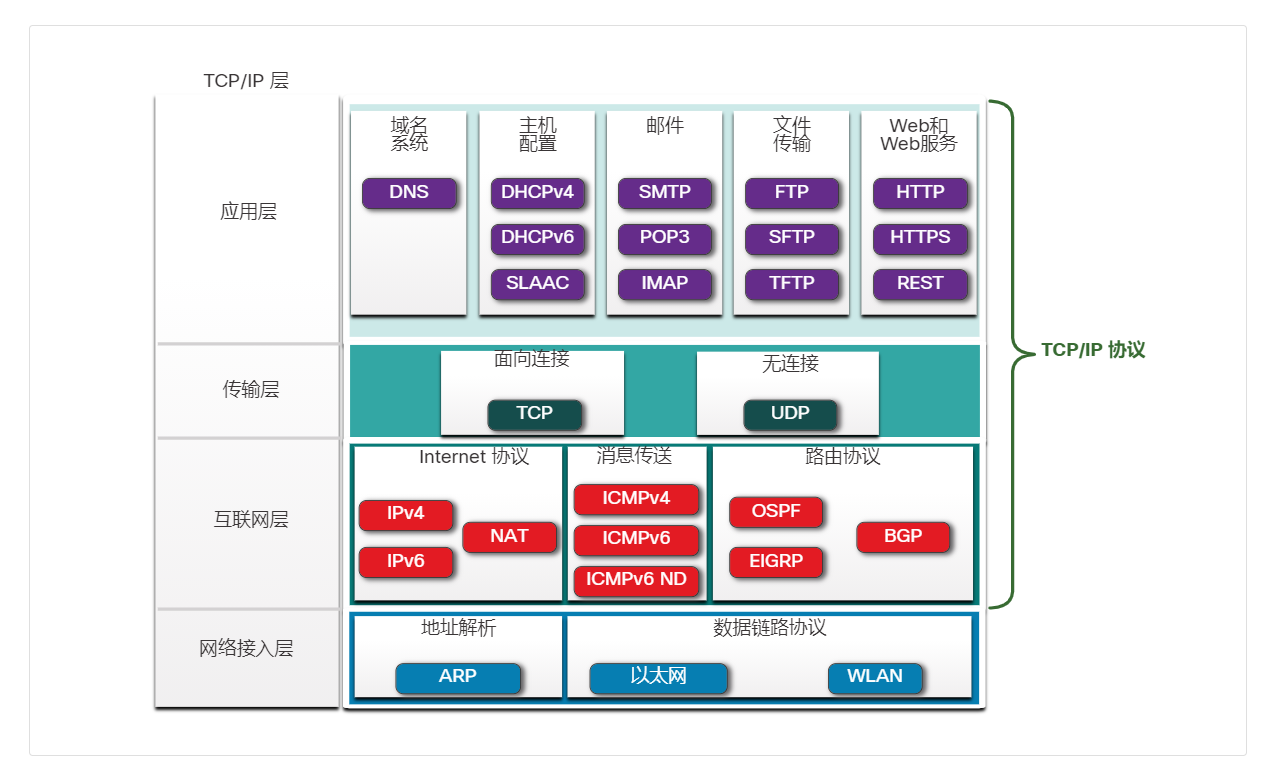 TCP/IP 层
应用层
域名
系统
DNS
主机
配置
DHCPv4
DHCPv6
SLAAC
邮件
SMTP
POP3
IMAP
文件
传输
FTP
SFTP
TFTP
Web和
Web服务
HTTP
HTTPS
REST
TCP/IP 协议
传输层
面向连接
TCP
无连接
UDP
互联网层
Internet 协议
IPv4
IPv6
NAT
消息传送
ICMPv4
ICMPv6
ICMPv6 ND
路由协议
OSPF
EIGRP
BGP
网络接入层
地址解析
ARP
数据链路协议
以太网
WLAN